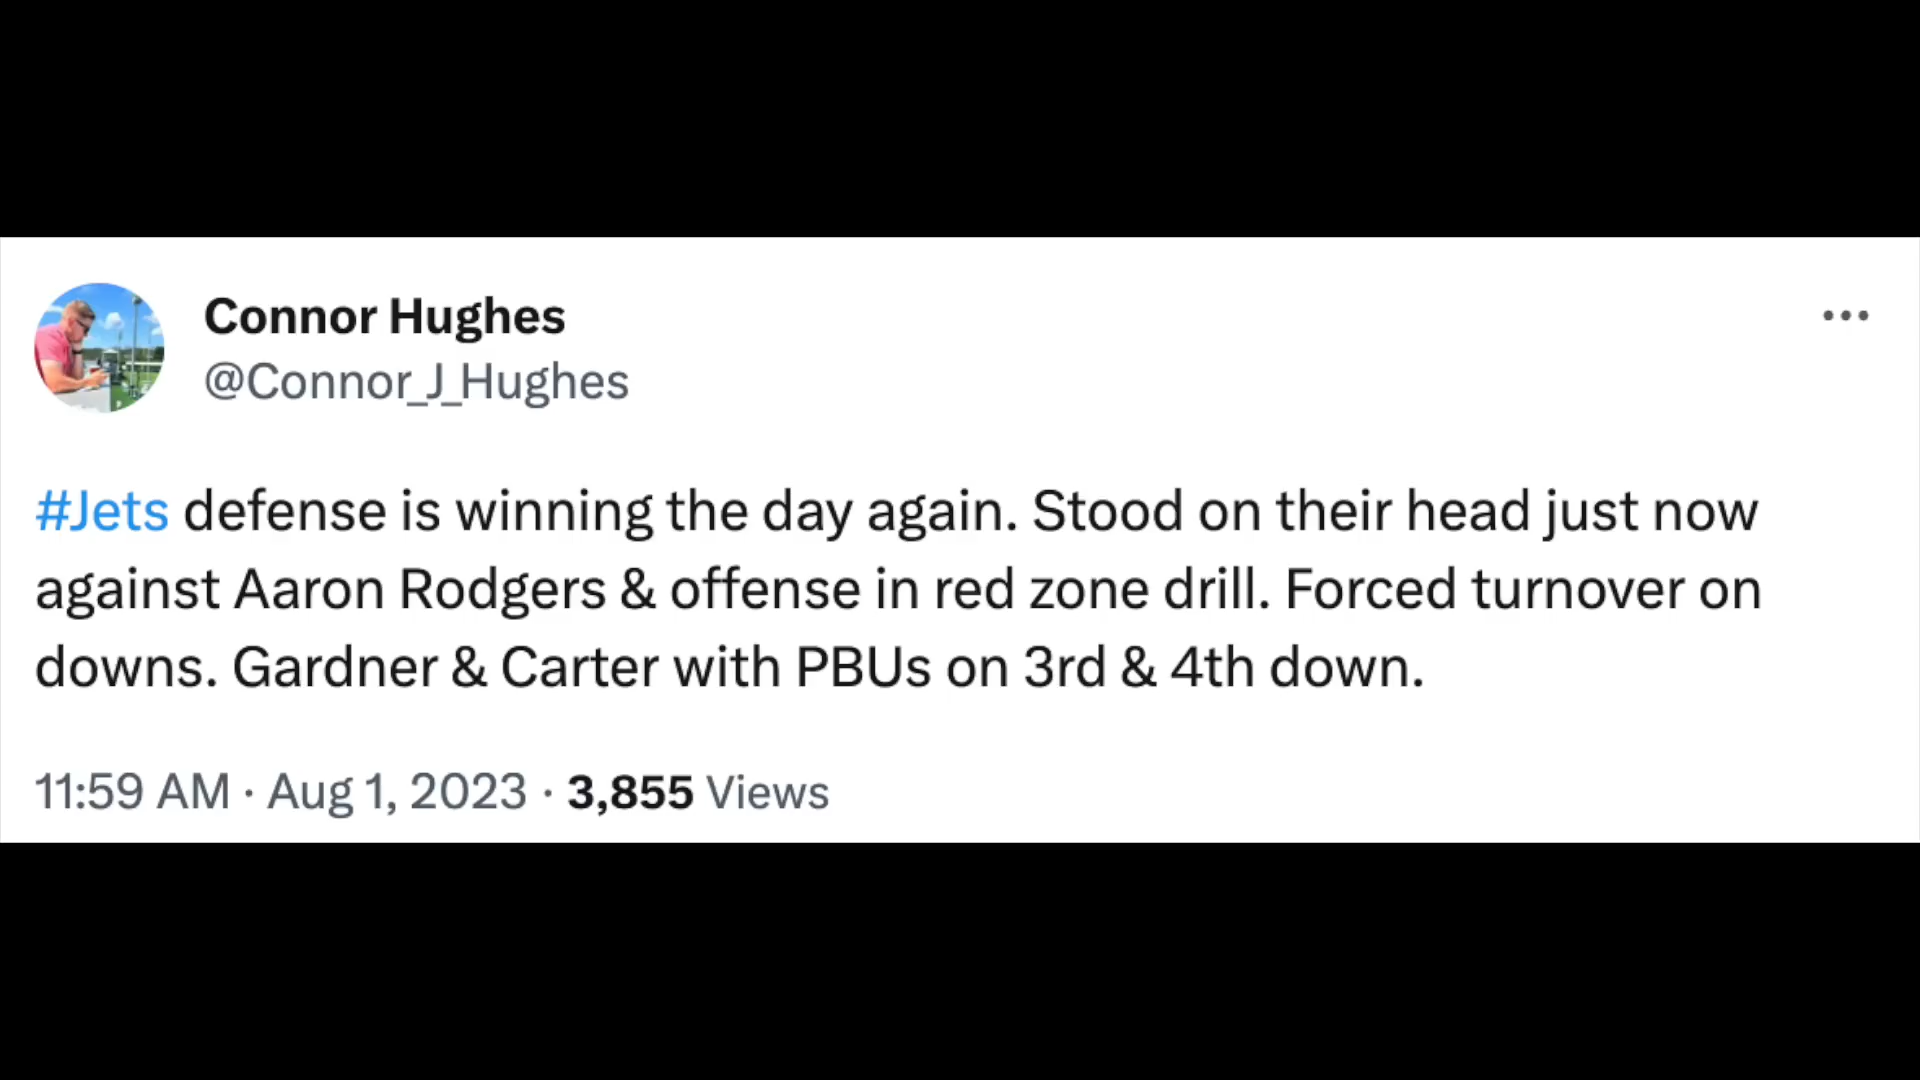 Connor Hughes
@Connor_J_Hughes
#Jets defense is winning the day again. Stood on their head just now
against Aaron Rodgers & offense in red zone drill. Forced turnover on
downs. Gardner & Carter with PBUs on 3rd & 4th down.
11:59 AM · Aug 1, 2023 · 3,855 Views